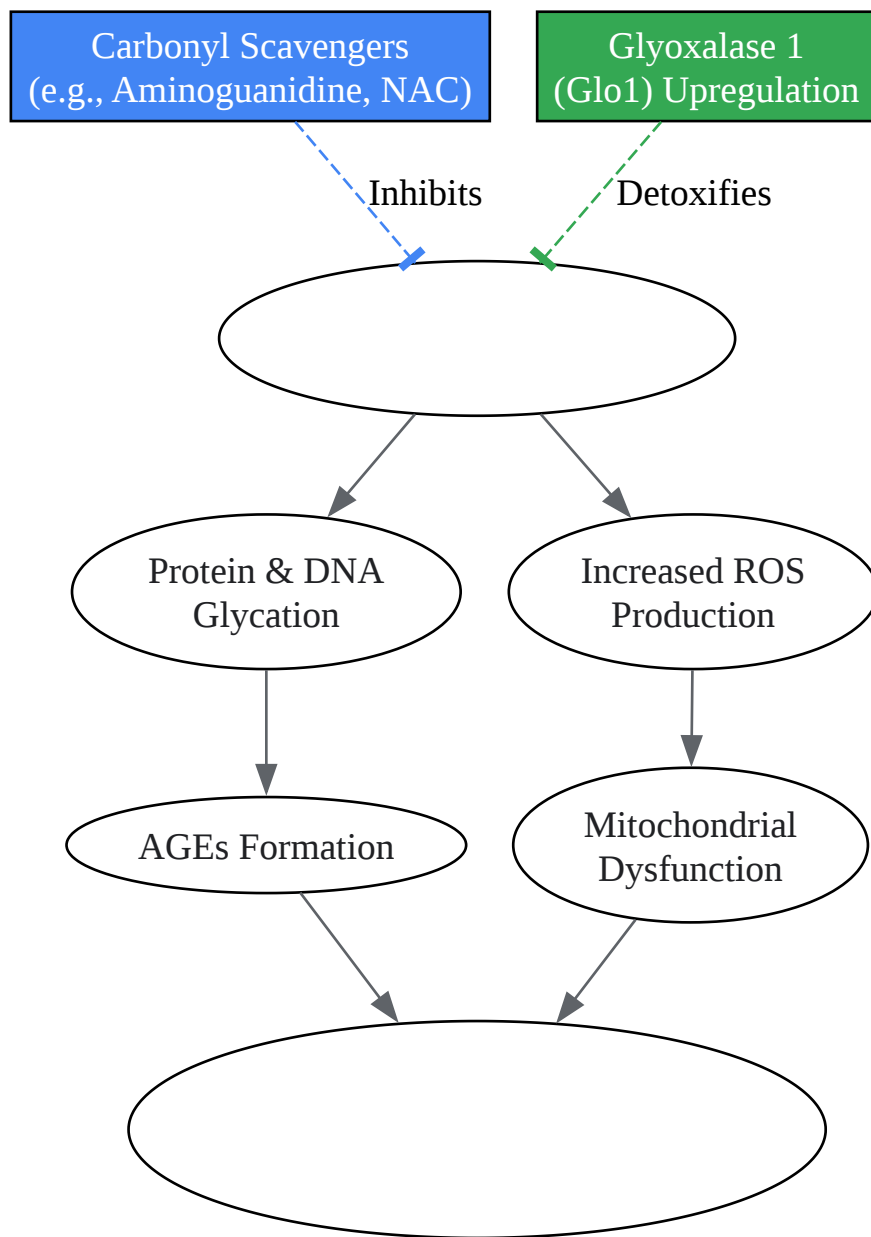 Carbonyl Scavengers
(e.g., Aminoguanidine, NAC)
Glyoxalase 1
(Glo1) Upregulation
Inhibits
Detoxifies
Protein & DNA
Glycation
Increased ROS
Production
AGEs Formation
Mitochondrial
Dysfunction